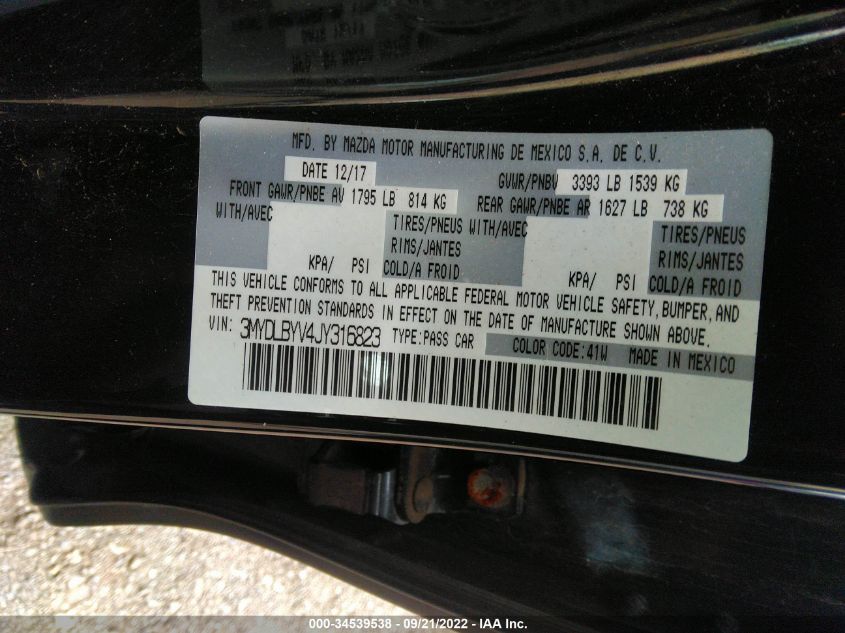 MFD. BY MAZDA MOTOR MANUFACTURING DE MEXICO S.A. DE C.V.
DATE 12/17 GVWR/PNBV 3393 LB 1539 KG
FRONT GAWR/PNBE AV 1795 LB 814 KG REAR GAWR/PNBE AR 1627 LB 738 KG
WITH/AVEC TIRES/PNEUS WITH/AVEC TIRES/PNEUS
RIMS/JANTES RIMS/JANTES
KPA/ PSI COLD/A FROID KPA/ PSI COLD/A FROID
THIS VEHICLE CONFORMS TO ALL APPLICABLE FEDERAL MOTOR VEHICLE SAFETY, BUMPER, AND
THEFT PREVENTION STANDARDS IN EFFECT ON THE DATE OF MANUFACTURE SHOWN ABOVE.
VIN: 3MYDLBYV4JY316823 TYPE:PASS CAR COLOR CODE:41W MADE IN MEXICO
000-34539538 - 09/21/2022 - IAA Inc.